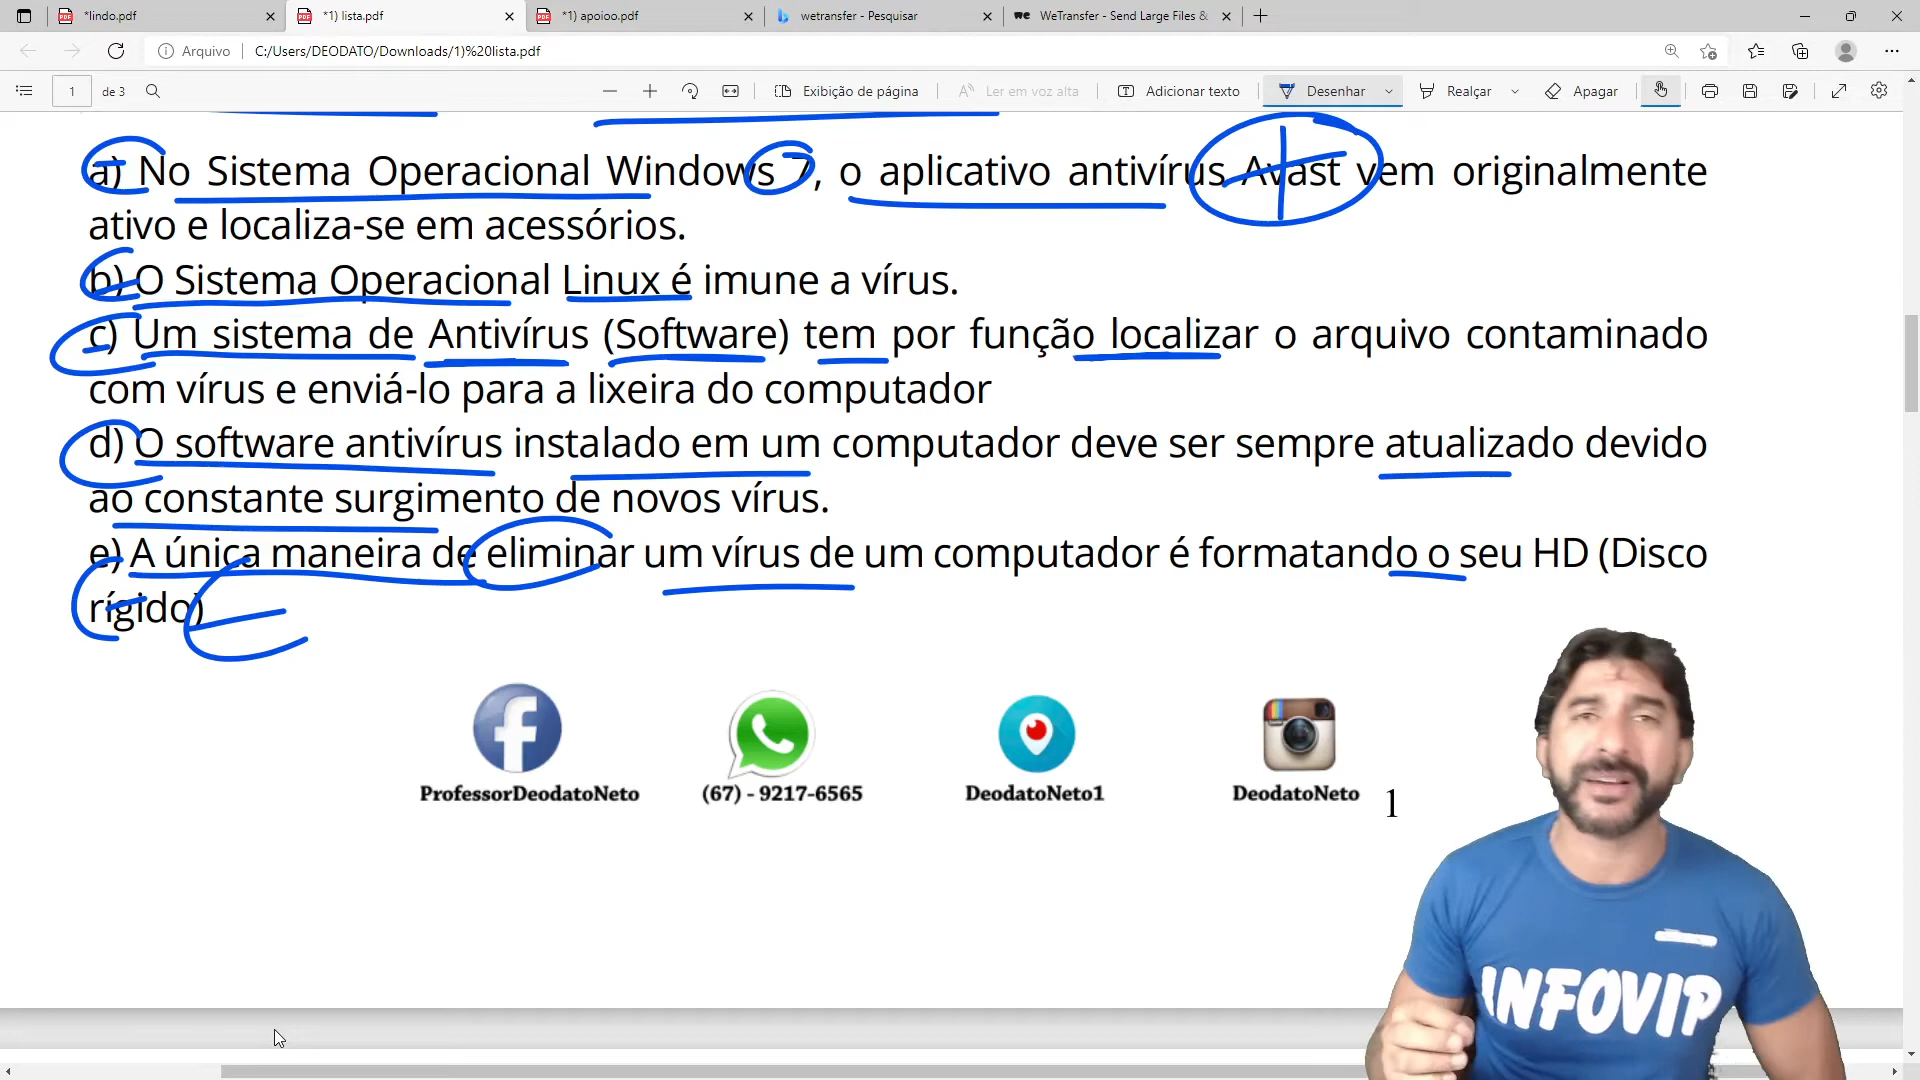 *lindo.pdf
*1) lista.pdf
*1) apoioo.pdf
wetransfer - Pesquisar
WeTransfer - Send Large Files &
Arquivo
C:/Users/DEODATO/Downloads/1)%20lista.pdf
1
de 3
Exibição de página
Ler em voz alta
Adicionar texto
Desenhar
Realçar
Apagar
a) No Sistema Operacional Windows 7, o aplicativo antivírus Avast vem originalmente
ativo e localiza-se em acessórios.
b) O Sistema Operacional Linux é imune a vírus.
c) Um sistema de Antivírus (Software) tem por função localizar o arquivo contaminado
com vírus e enviá-lo para a lixeira do computador
d) O software antivírus instalado em um computador deve ser sempre atualizado devido
ao constante surgimento de novos vírus.
e) A única maneira de eliminar um vírus de um computador é formatando o seu HD (Disco
rígido)
ProfessorDeodatoNeto
(67) - 9217-6565
DeodatoNeto1
DeodatoNeto
1
INFOVIP